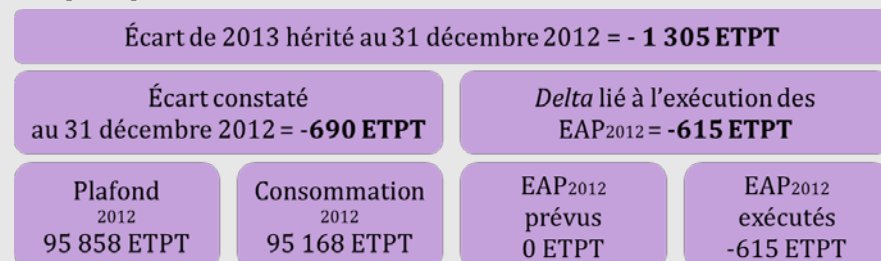 Écart de 2013 hérité au 31 décembre 2012 = - 1 305 ETPT
Écart constaté
au 31 décembre 2012 = -690 ETPT
Delta lié à l'exécution des
EAP2012 = -615 ETPT
Plafond
2012
95 858 ETPT
Consommation
2012
95 168 ETPT
EAP2012
prévus
0 ETPT
EAP2012
exécutés
-615 ETPT